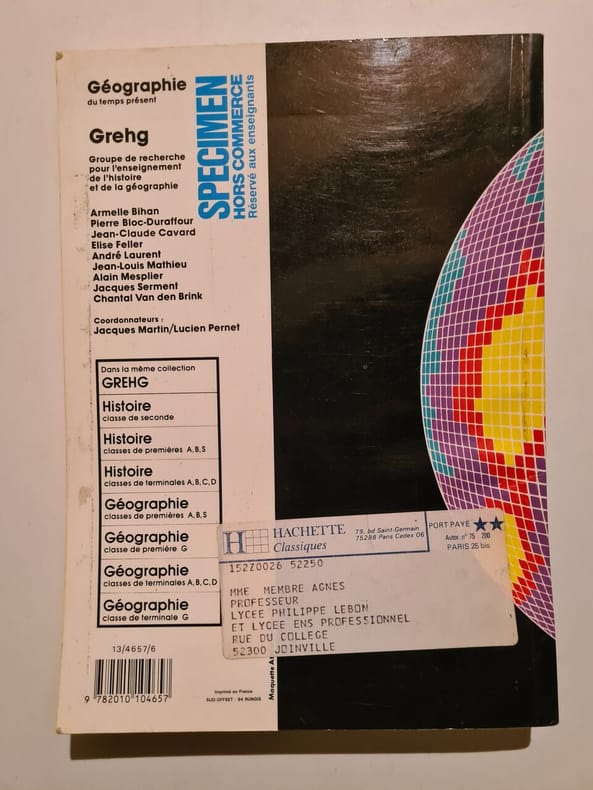 Géographie
du temps présent
Grehg
Groupe de recherche
pour l'enseignement
de l'histoire
et de la géographie
Armelle Bihan
Pierre Bloc-Duraffour
Jean-Claude Cavard
Elise Feller
André Laurent
Jean-Louis Mathieu
Alain Mesplier
Jacques Serment
Chantal Van den Brink
Coordonnateurs :
Jacques Martin/Lucien Pernet
SPECIMEN
HORS COMMERCE
Réservé aux enseignants
Dans la même collection
GREHG
Histoire
classe de seconde
Histoire
classes de premières A,B,S
Histoire
classes de terminales A,B,C,D
Géographie
classes de premières A,B,S
Géographie
classe de première G
Géographie
classes de terminales A,B,C,D
Géographie
classe de terminale G
13/4657/6
9 782010 104657
Imprimé en France
SUD-OFFSET - 94 RUNGIS
Maquette
H
HACHETTE
Classiques
79, bd Saint-Germain
75288 Paris Cedex 06
PORT PAYÉ
Autor. n° 75 200
PARIS 25 bis
15220026 52250
MME MEMBRE AGNES
PROFESSEUR
LYCEE PHILIPPE LEBON
ET LYCEE ENS PROFESSIONNEL
RUE DU COLLEGE
52300 JOINVILLE